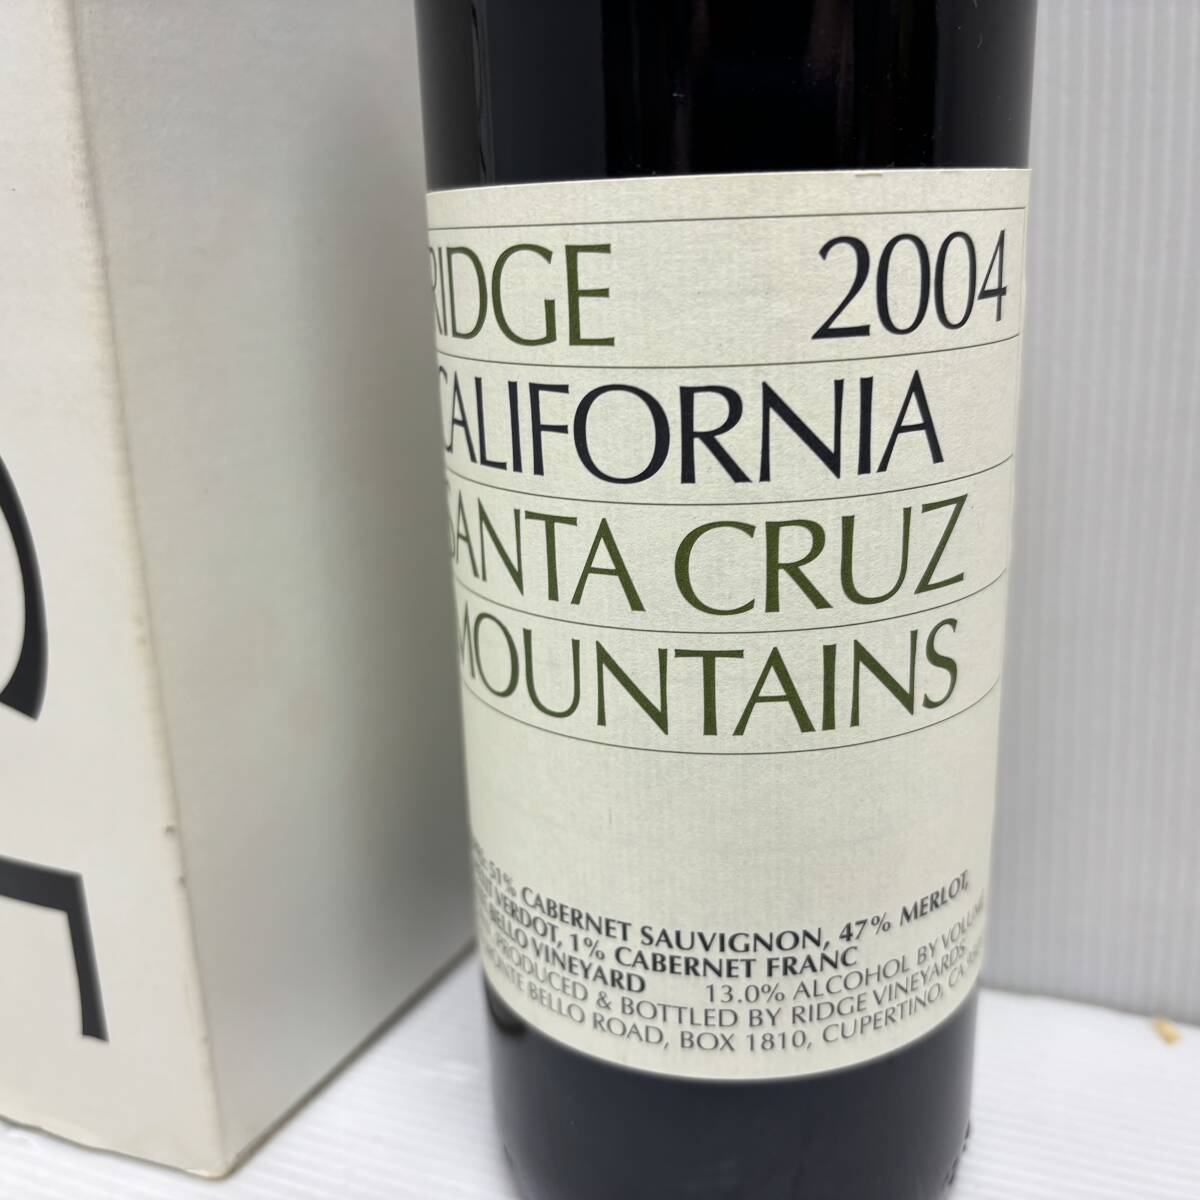 RIDGE 2004
CALIFORNIA
SANTA CRUZ
MOUNTAINS
51% CABERNET SAUVIGNON, 47% MERLOT,
VERDOT, 1% CABERNET FRANC
BELLO VINEYARD 13.0% ALCOHOL BY VOLUME
PRODUCED & BOTTLED BY RIDGE VINEYARDS
MONTE BELLO ROAD, BOX 1810, CUPERTINO, CA